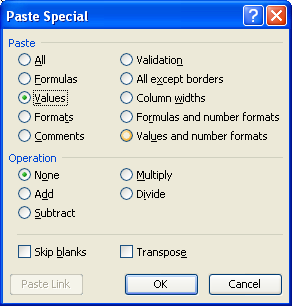 Paste Special
Paste
All
Validation
Formulas
All except borders
Values
Column widths
Formats
Formulas and number formats
Comments
Values and number formats
Operation
None
Multiply
Add
Divide
Subtract
Skip blanks
Transpose
Paste Link
OK
Cancel